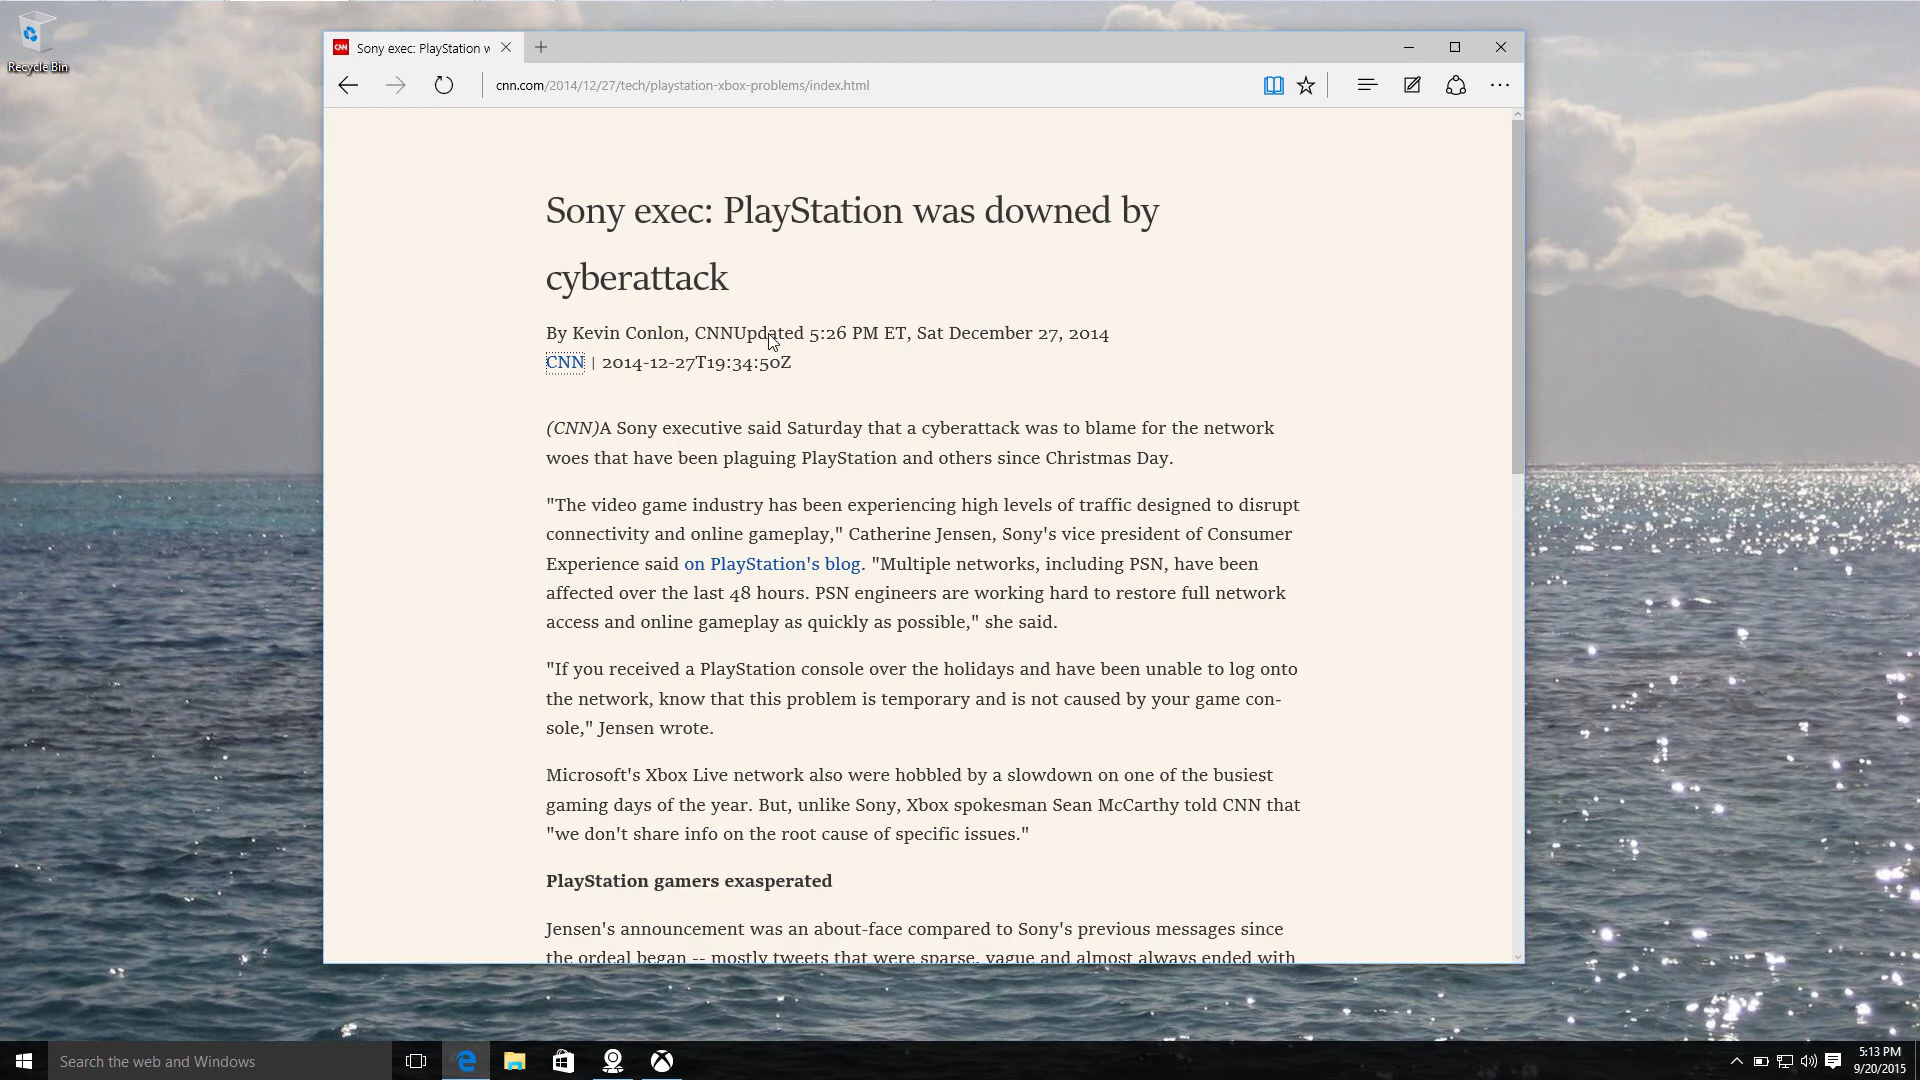 Recycle Bin
CNN Sony exec: PlayStation w
cnn.com/2014/12/27/tech/playstation-xbox-problems/index.html
Sony exec: PlayStation was downed by
cyberattack
By Kevin Conlon, CNNUpdated 5:26 PM ET, Sat December 27, 2014
CNN | 2014-12-27T19:34:50Z
(CNN)A Sony executive said Saturday that a cyberattack was to blame for the network
woes that have been plaguing PlayStation and others since Christmas Day.
"The video game industry has been experiencing high levels of traffic designed to disrupt
connectivity and online gameplay," Catherine Jensen, Sony's vice president of Consumer
Experience said on PlayStation's blog. "Multiple networks, including PSN, have been
affected over the last 48 hours. PSN engineers are working hard to restore full network
access and online gameplay as quickly as possible," she said.
"If you received a PlayStation console over the holidays and have been unable to log onto
the network, know that this problem is temporary and is not caused by your game con-
sole," Jensen wrote.
Microsoft's Xbox Live network also were hobbled by a slowdown on one of the busiest
gaming days of the year. But, unlike Sony, Xbox spokesman Sean McCarthy told CNN that
"we don't share info on the root cause of specific issues."
PlayStation gamers exasperated
Jensen's announcement was an about-face compared to Sony's previous messages since
the ordeal began -- mostly tweets that were sparse, vague and almost always ended with
Search the web and Windows
5:13 PM
9/20/2015